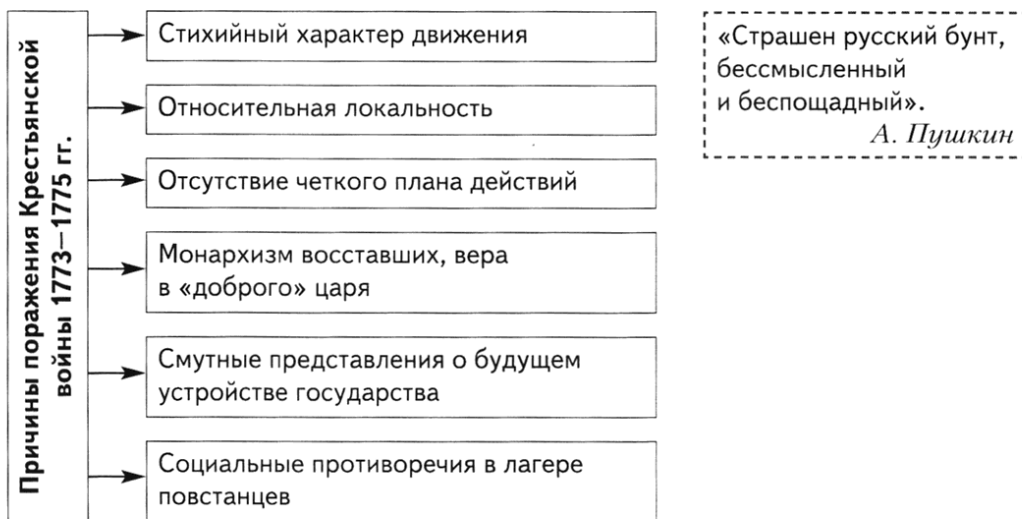 Причины поражения Крестьянской
войны 1773—1775 гг.
Стихийный характер движения
Относительная локальность
Отсутствие четкого плана действий
Монархизм восставших, вера
в «доброго» царя
Смутные представления о будущем
устройстве государства
Социальные противоречия в лагере
повстанцев
«Страшен русский бунт,
бессмысленный
и беспощадный».
А. Пушкин